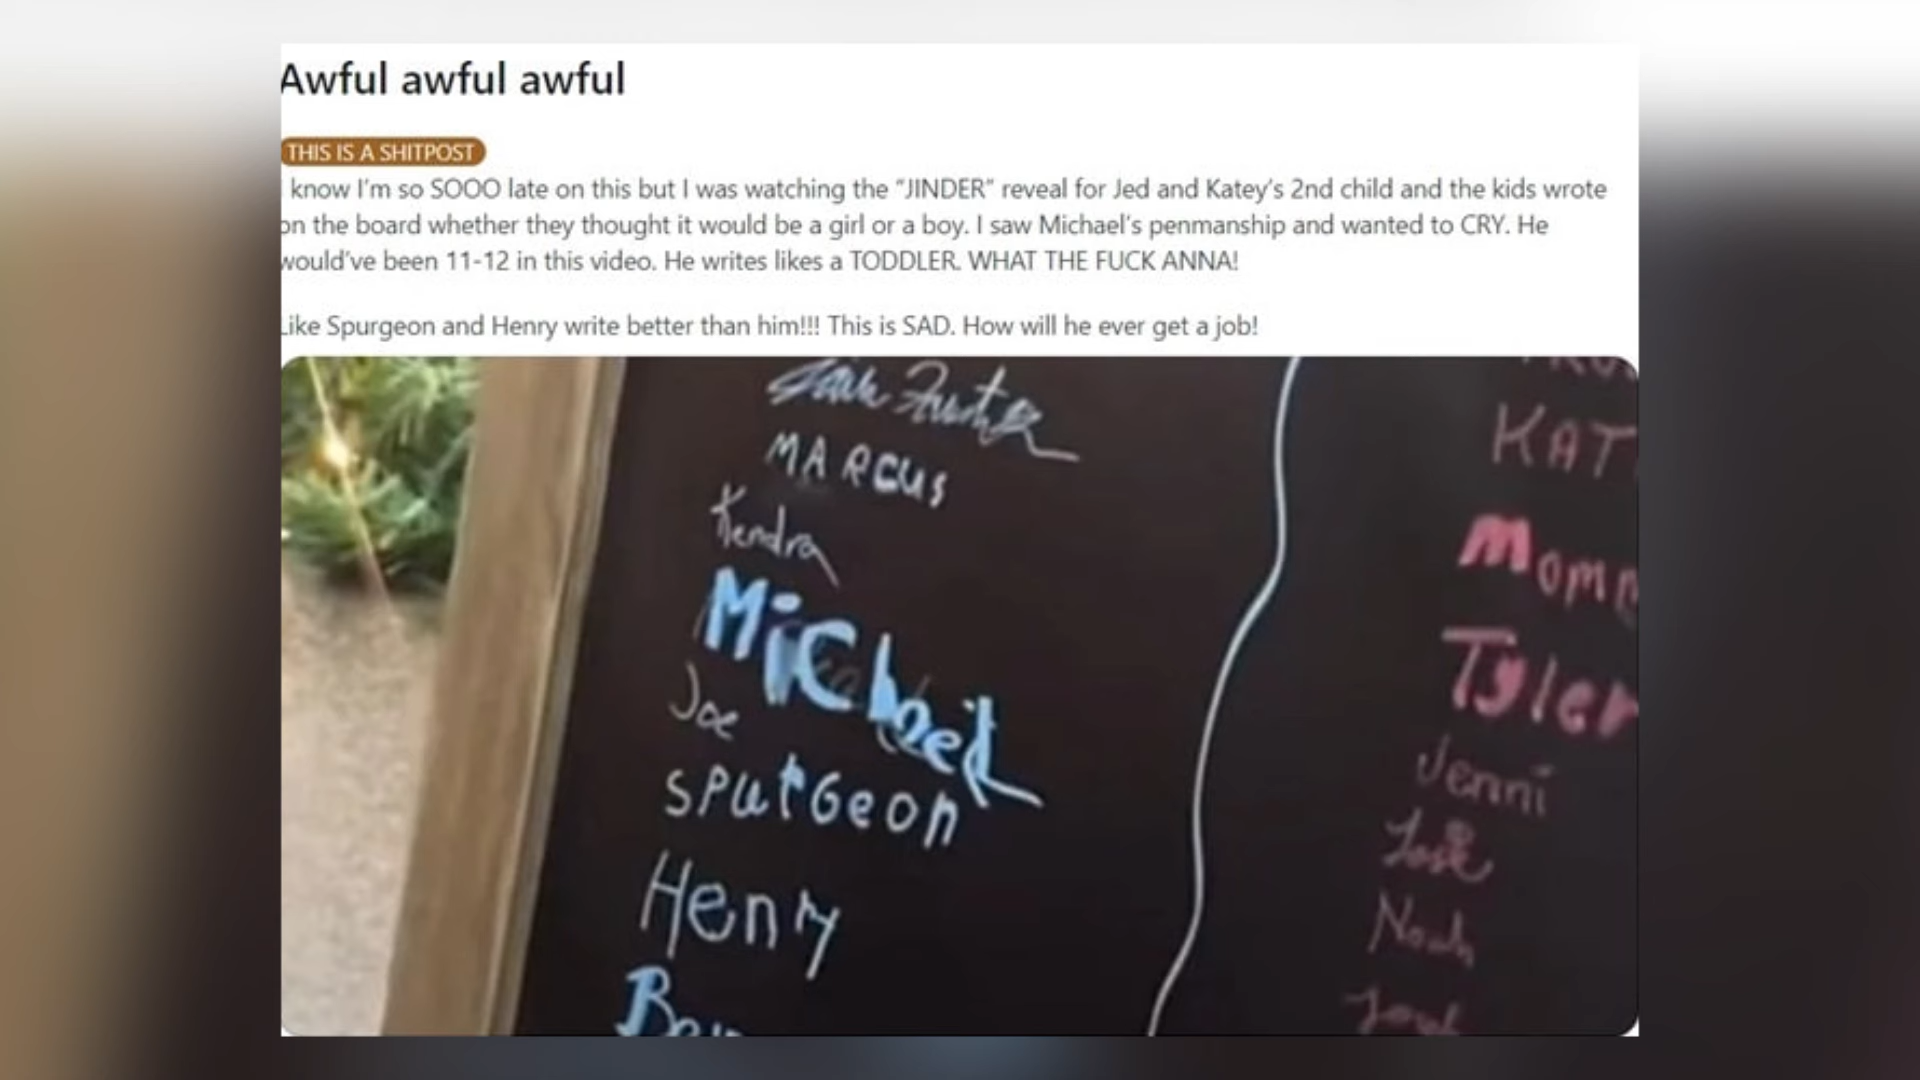 Awful awful awful
THIS IS A SHITPOST
I know I'm so SOOO late on this but I was watching the "JINDER" reveal for Jed and Katey's 2nd child and the kids wrote
on the board whether they thought it would be a girl or a boy. I saw Michael's penmanship and wanted to CRY. He
would've been 11-12 in this video. He writes likes a TODDLER. WHAT THE FUCK ANNA!
Like Spurgeon and Henry write better than him!!! This is SAD. How will he ever get a job!
MARCUS
Kendra
MiChael
Joe
SPurGeon
Henry
KAT
Momm
Tyler
Jenni
Noah